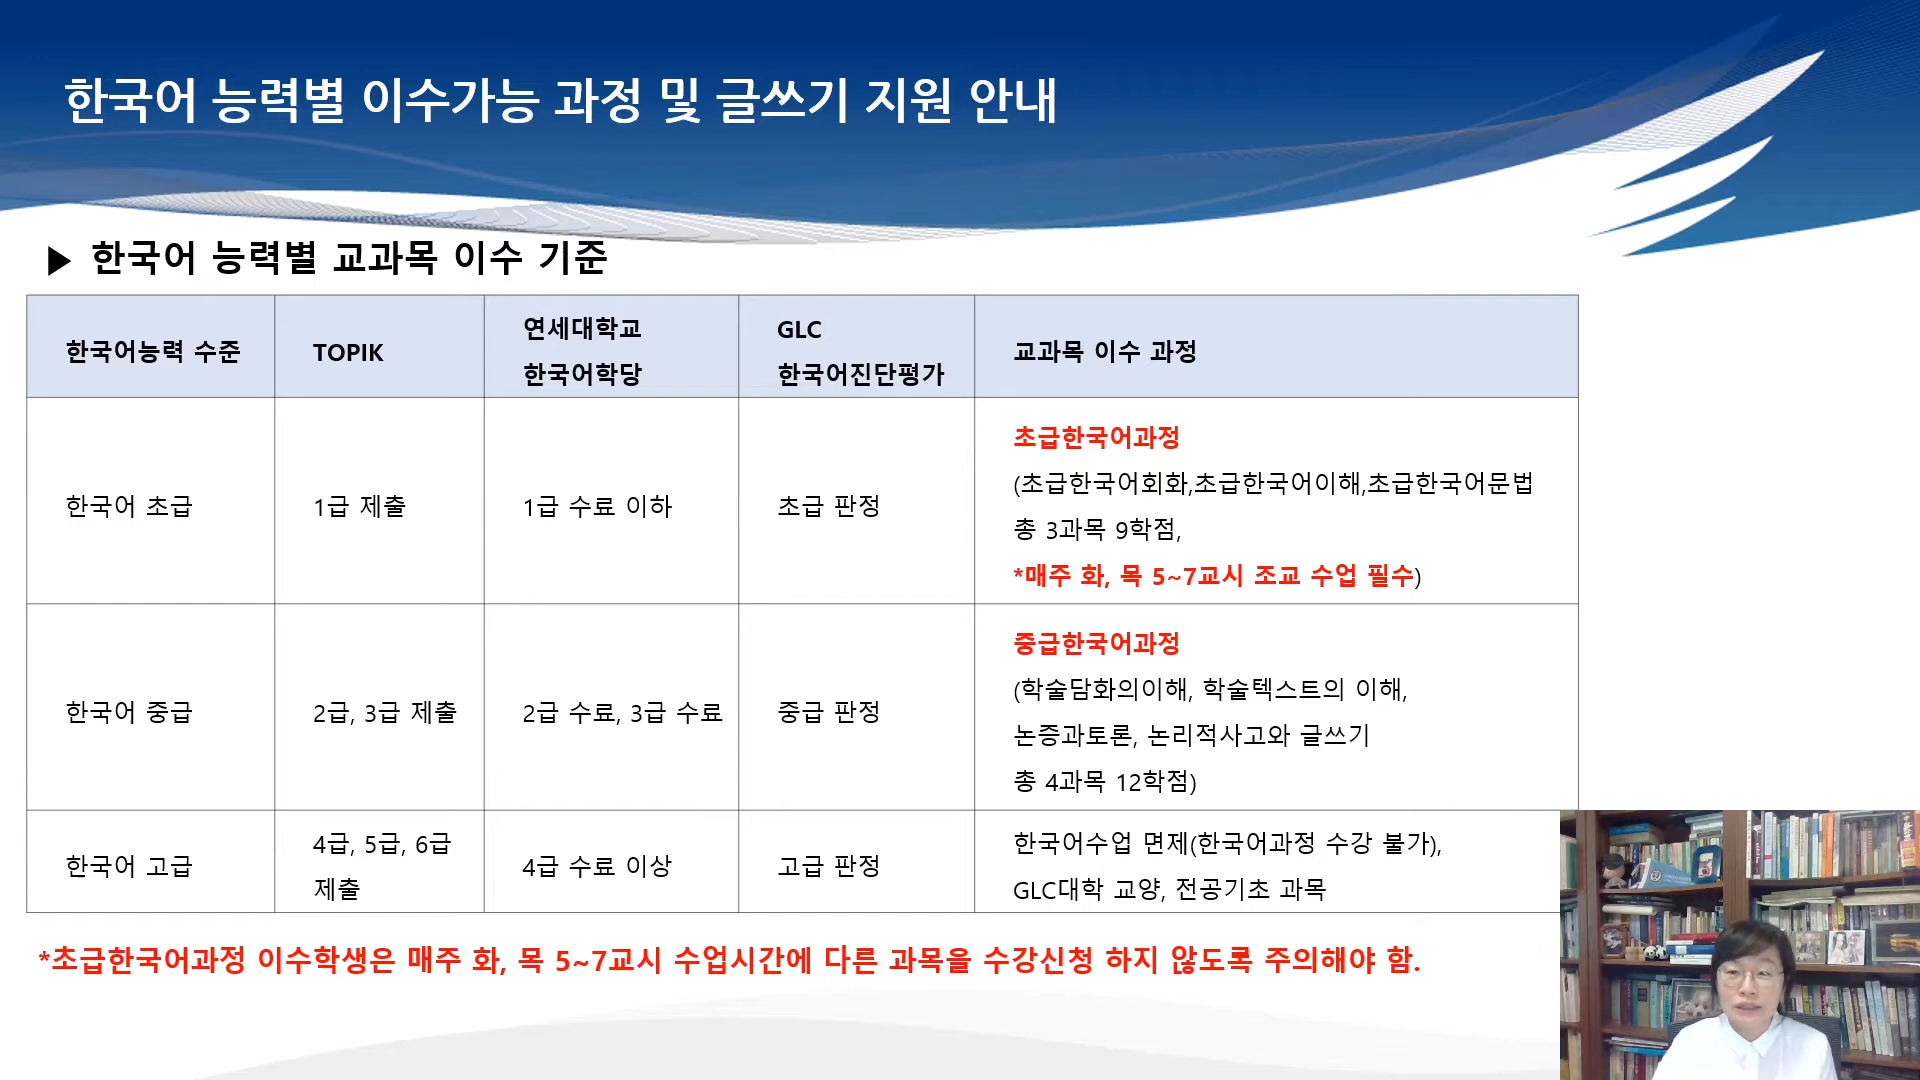 한국어 능력별 이수가능 과정 및 글쓰기 지원 안내
▶ 한국어 능력별 교과목 이수 기준
한국어능력 수준
TOPIK
연세대학교
한국어학당
GLC
한국어진단평가
교과목 이수 과정
한국어 초급
1급 제출
1급 수료 이하
초급 판정
초급한국어과정
(초급한국어회화,초급한국어이해,초급한국어문법
총 3과목 9학점,
*매주 화, 목 5~7교시 조교 수업 필수)
한국어 중급
2급, 3급 제출
2급 수료, 3급 수료
중급 판정
중급한국어과정
(학술담화의이해, 학술텍스트의 이해,
논증과토론, 논리적사고와 글쓰기
총 4과목 12학점)
한국어 고급
4급, 5급, 6급
제출
4급 수료 이상
고급 판정
한국어수업 면제(한국어과정 수강 불가),
GLC대학 교양, 전공기초 과목
*초급한국어과정 이수학생은 매주 화, 목 5~7교시 수업시간에 다른 과목을 수강신청 하지 않도록 주의해야 함.